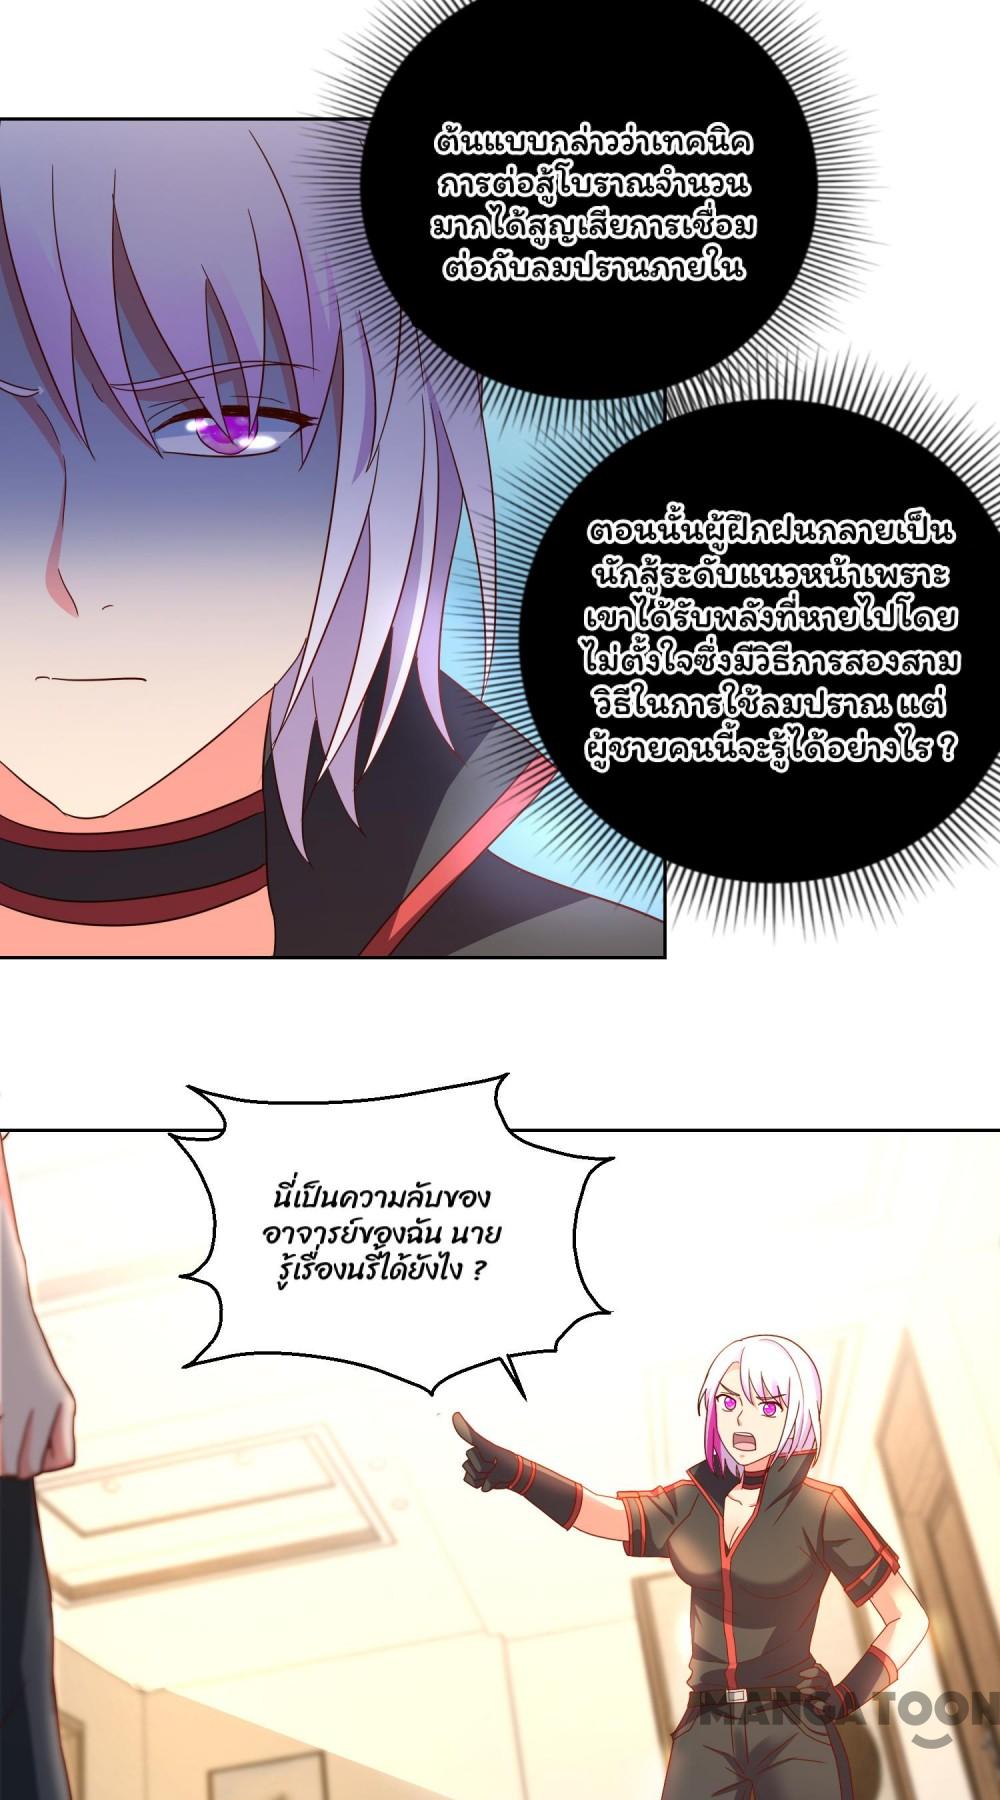 ต้นแบบกล่าวว่าเทคนิค
การต่อสู้โบราณจำนวน
มากได้สูญเสียการเชื่อม
ต่อกับลมปรานภายใน
ตอนนั้นผู้ฝึกฝนกลายเป็น
นักสู้ระดับแนวหน้าเพราะ
เขาได้รับพลังที่หายไปโดย
ไม่ตั้งใจซึ่งมีวิธีการสองสาม
วิธีในการใช้ลมปราณ แต่
ผู้ชายคนนี้จะรู้ได้อย่างไร ?
นี่เป็นความลับของ
อาจารย์ของฉัน นาย
รู้เรื่องนรี้ได้ยังไง ?
MANGA TOON